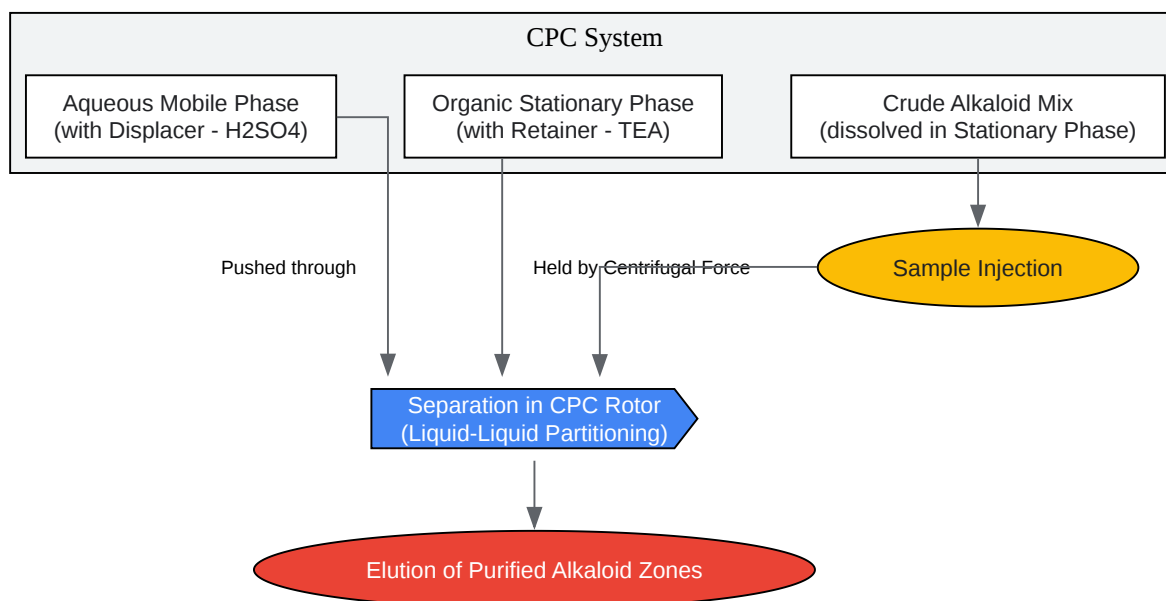 CPC System
Aqueous Mobile Phase
(with Displacer - H2SO4)
Organic Stationary Phase
(with Retainer - TEA)
Crude Alkaloid Mix
(dissolved in Stationary Phase)
Pushed through
Held by Centrifugal Force
Sample Injection
Separation in CPC Rotor
(Liquid-Liquid Partitioning)
Elution of Purified Alkaloid Zones